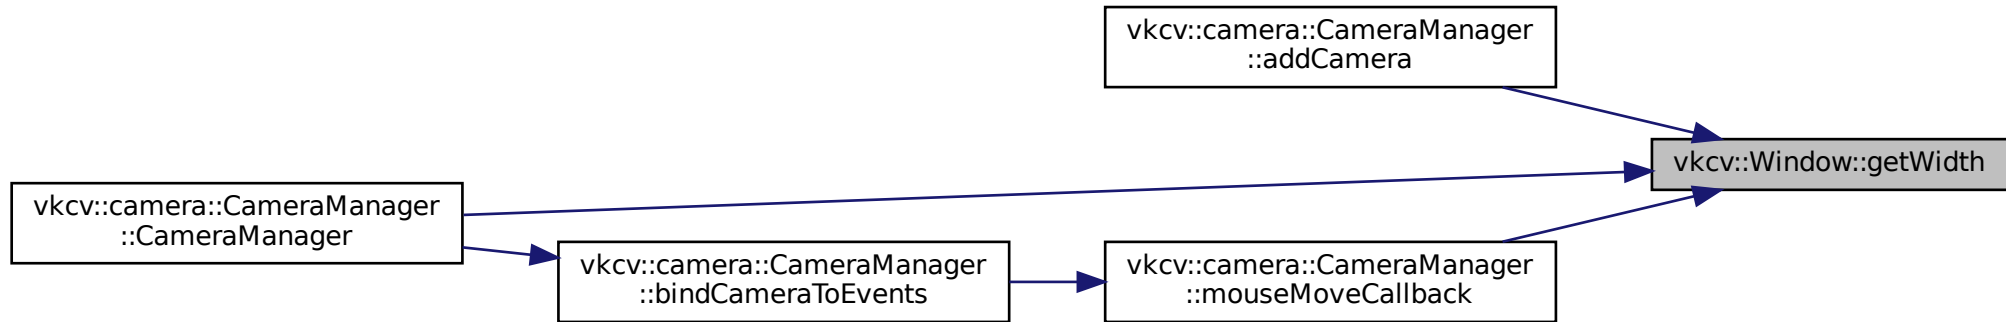 vkcv::camera::CameraManager
::addCamera
vkcv::Window::getWidth
vkcv::camera::CameraManager
::CameraManager
vkcv::camera::CameraManager
::bindCameraToEvents
vkcv::camera::CameraManager
::mouseMoveCallback